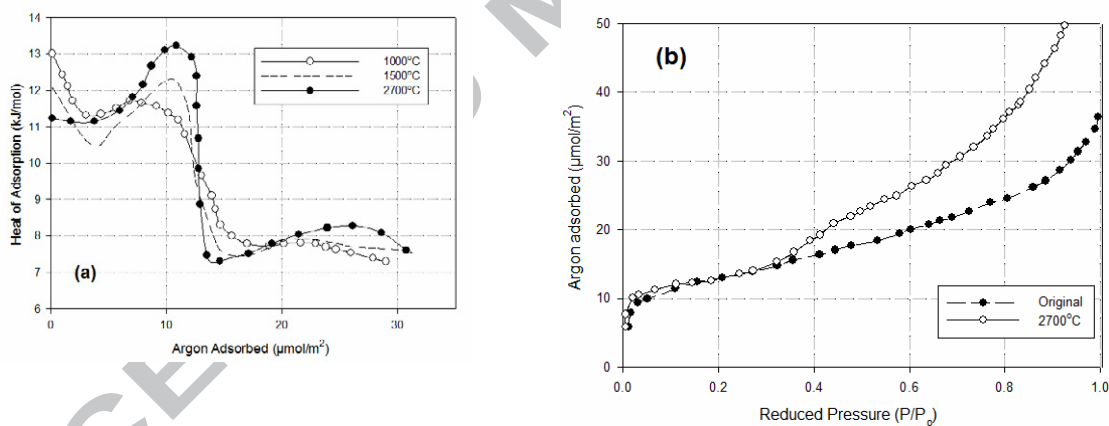 14
13
12
11
10
9
8
7
6
Heat of Adsorption (kJ/mol)
1000°C
1500°C
2700°C
(a)
0 10 20 30
Argon Adsorbed (µmol/m²)
50
40
30
20
10
0
Argon adsorbed (µmol/m²)
(b)
Original
2700°C
0.0 0.2 0.4 0.6 0.8 1.0
Reduced Pressure (P/Pₒ)